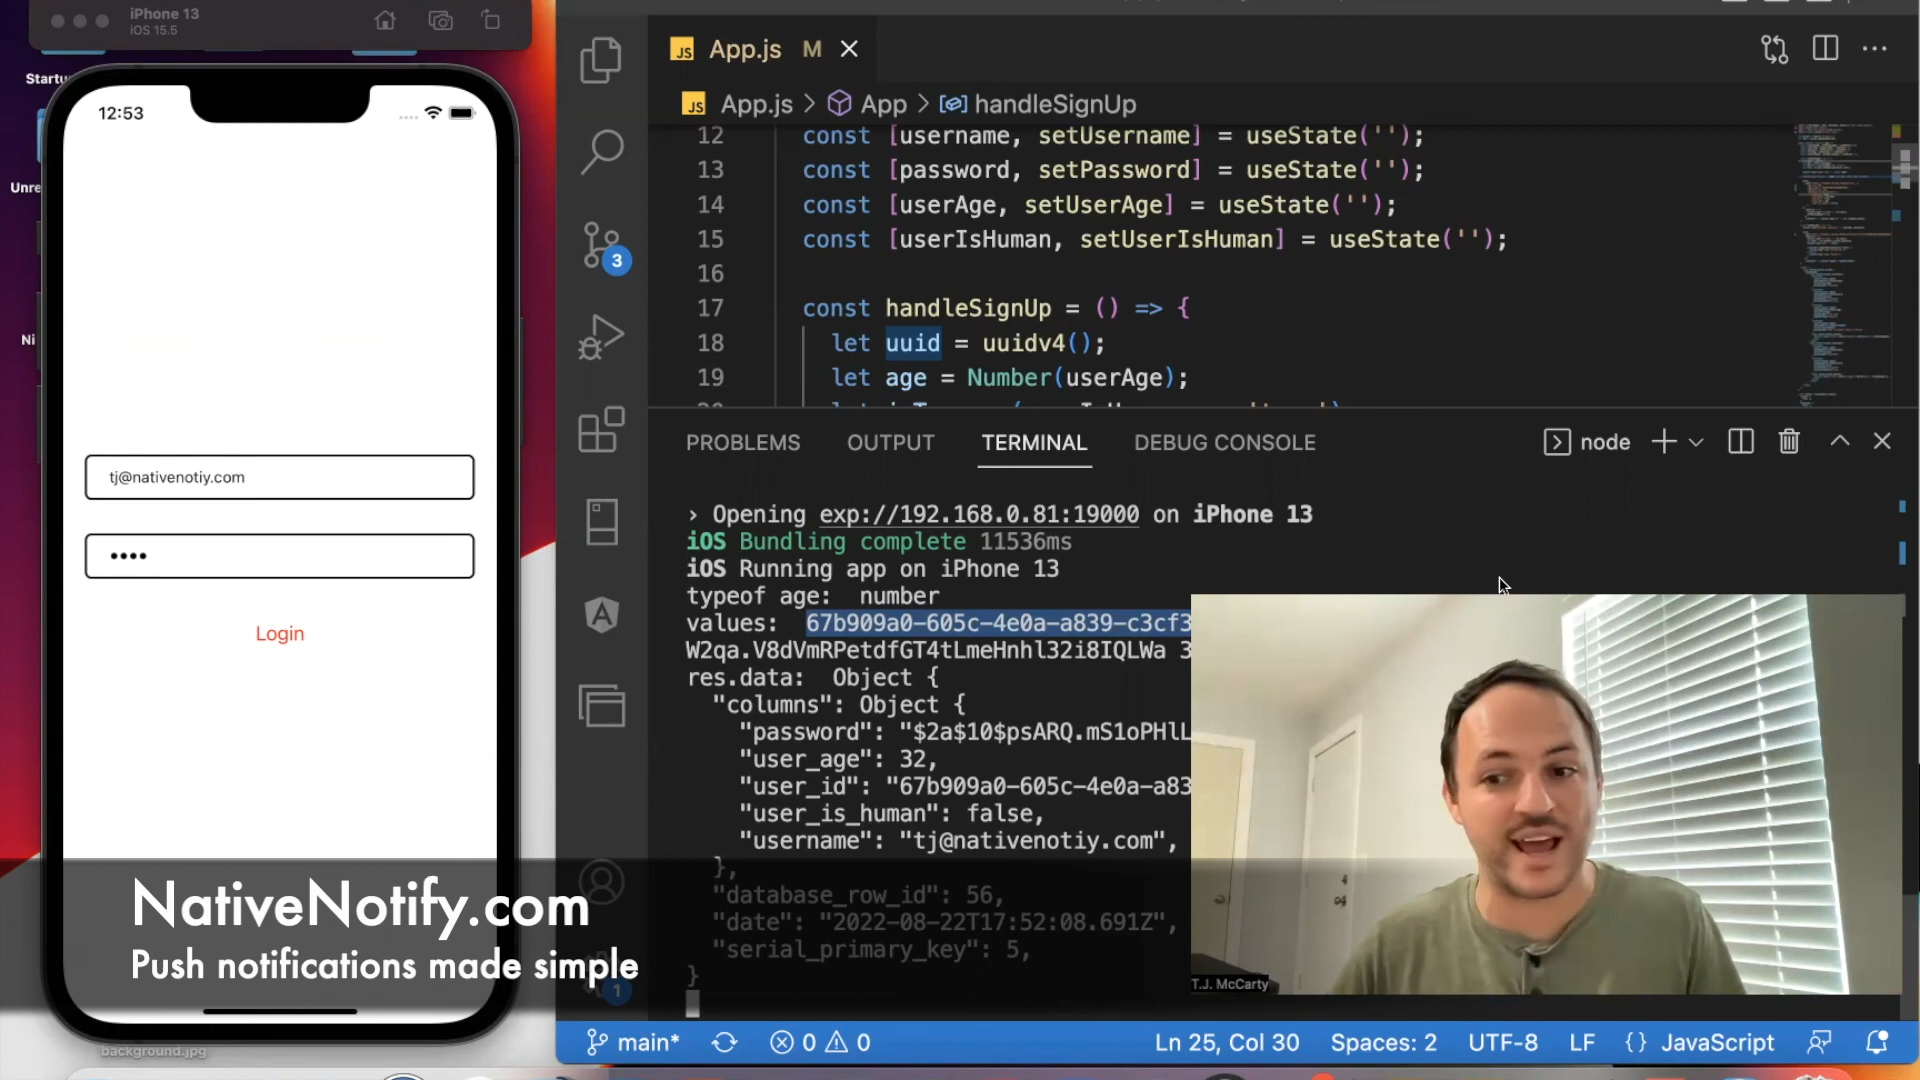 iPhone 13
iOS 15.5
Startu
Unre
Ni
12:53
tj@nativenotiy.com
••••
Login
NativeNotify.com
Push notifications made simple
background.jpg
App.js M
App.js > App > handleSignUp
12 const [username, setUsername] = useState('');
13 const [password, setPassword] = useState('');
14 const [userAge, setUserAge] = useState('');
15 const [userIsHuman, setUserIsHuman] = useState('');
16
17 const handleSignUp = () => {
18 let uuid = uuidv4();
19 let age = Number(userAge);
3
PROBLEMS OUTPUT TERMINAL DEBUG CONSOLE node
› Opening exp://192.168.0.81:19000 on iPhone 13
iOS Bundling complete 11536ms
iOS Running app on iPhone 13
typeof age: number
values: 67b909a0-605c-4e0a-a839-c3cf3
W2qa.V8dVmRPetdfGT4tLmeHnhl32i8IQLWa 3
res.data: Object {
"columns": Object {
"password": "$2a$10$psARQ.mS1oPHlL
"user_age": 32,
"user_id": "67b909a0-605c-4e0a-a83
"user_is_human": false,
"username": "tj@nativenotiy.com",
},
"database_row_id": 56,
"date": "2022-08-22T17:52:08.691Z",
"serial_primary_key": 5,
}
1
T.J. McCarty
main* 0 0 Ln 25, Col 30 Spaces: 2 UTF-8 LF {} JavaScript